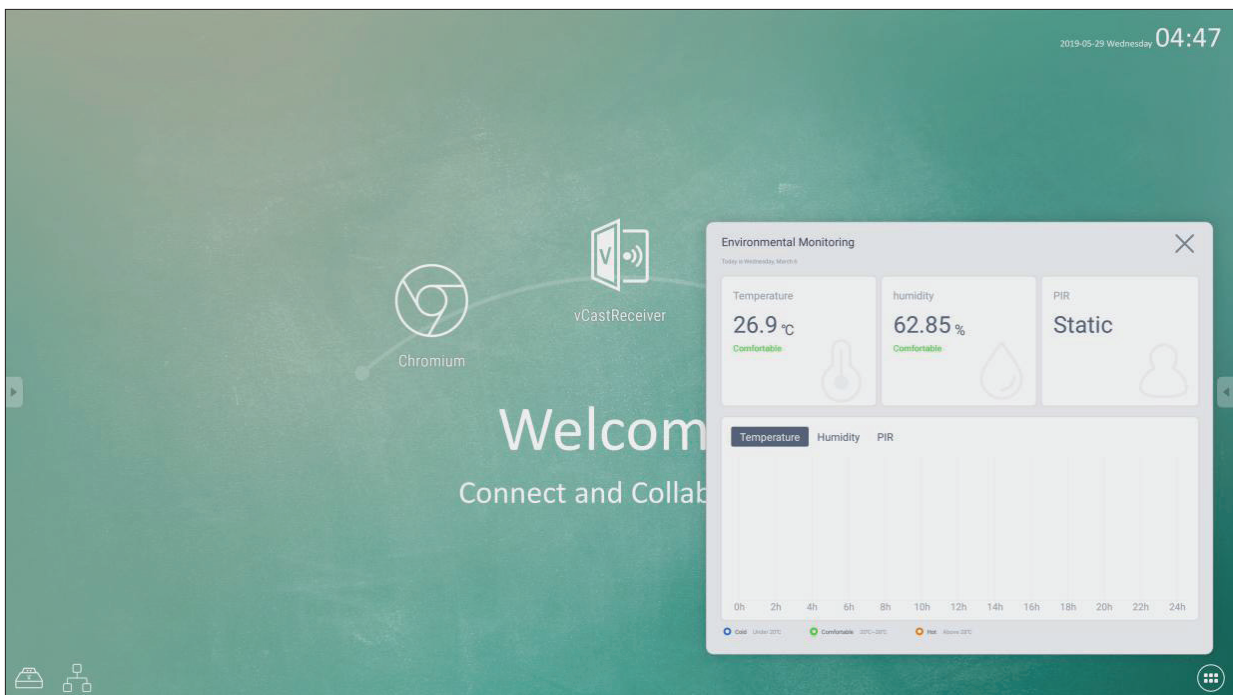 2019-05-29 Wednesday 04:47
Chromium
vCastReceiver
Welcom
Connect and Collab
Environmental Monitoring
Today is Wednesday, March 6
Temperature
26.9 ℃
Comfortable
humidity
62.85 %
Comfortable
PIR
Static
Temperature Humidity PIR
0h 2h 4h 6h 8h 10h 12h 14h 16h 18h 20h 22h 24h
Cold Comfortable Hot